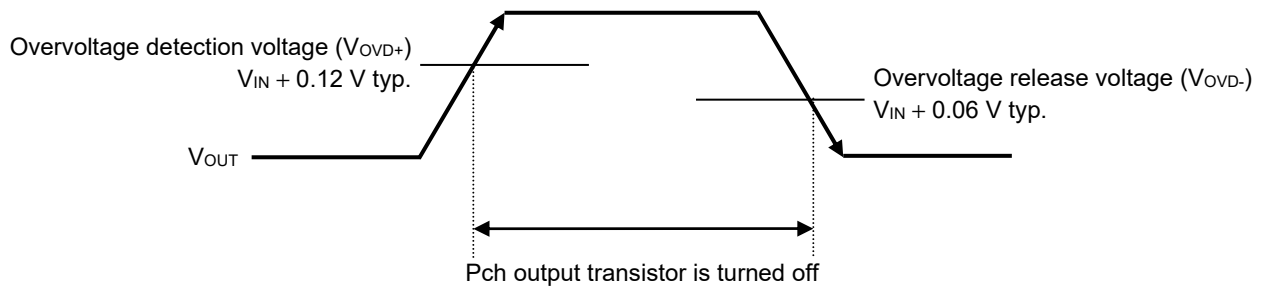 Overvoltage detection voltage (VOVD+)
VIN + 0.12 V typ.
Overvoltage release voltage (VOVD-)
VIN + 0.06 V typ.
VOUT
Pch output transistor is turned off